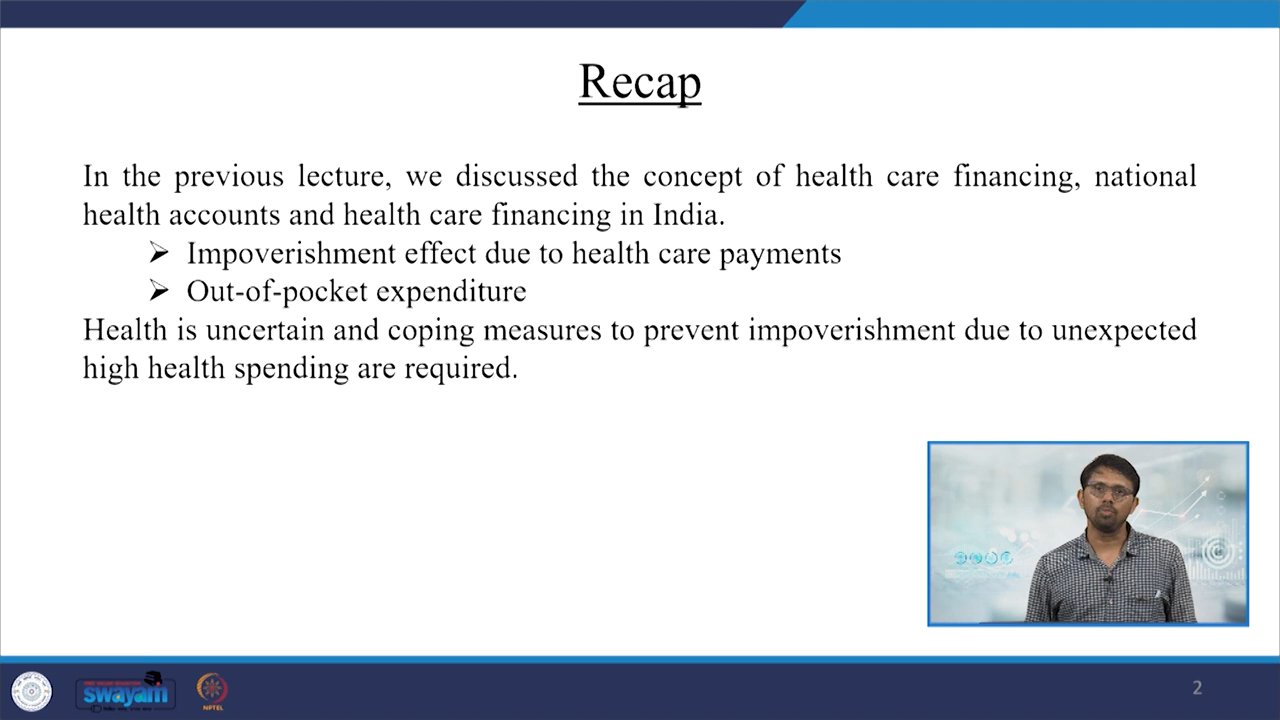 Recap
In the previous lecture, we discussed the concept of health care financing, national
health accounts and health care financing in India.
➢ Impoverishment effect due to health care payments
➢ Out-of-pocket expenditure
Health is uncertain and coping measures to prevent impoverishment due to unexpected
high health spending are required.
swayam
NPTEL
2